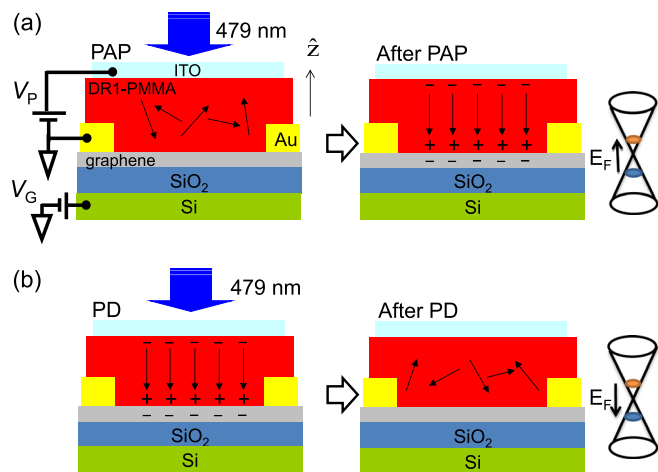 (a)
479 nm
PAP
ITO
ẑ
After PAP
V_P
DR1-PMMA
– – – – –
Au
+ + + + +
E_F
graphene
– – – – –
SiO₂
SiO₂
V_G
Si
Si
(b)
479 nm
PD
After PD
– – – – –
+ + + + +
E_F
– – – – –
SiO₂
SiO₂
Si
Si